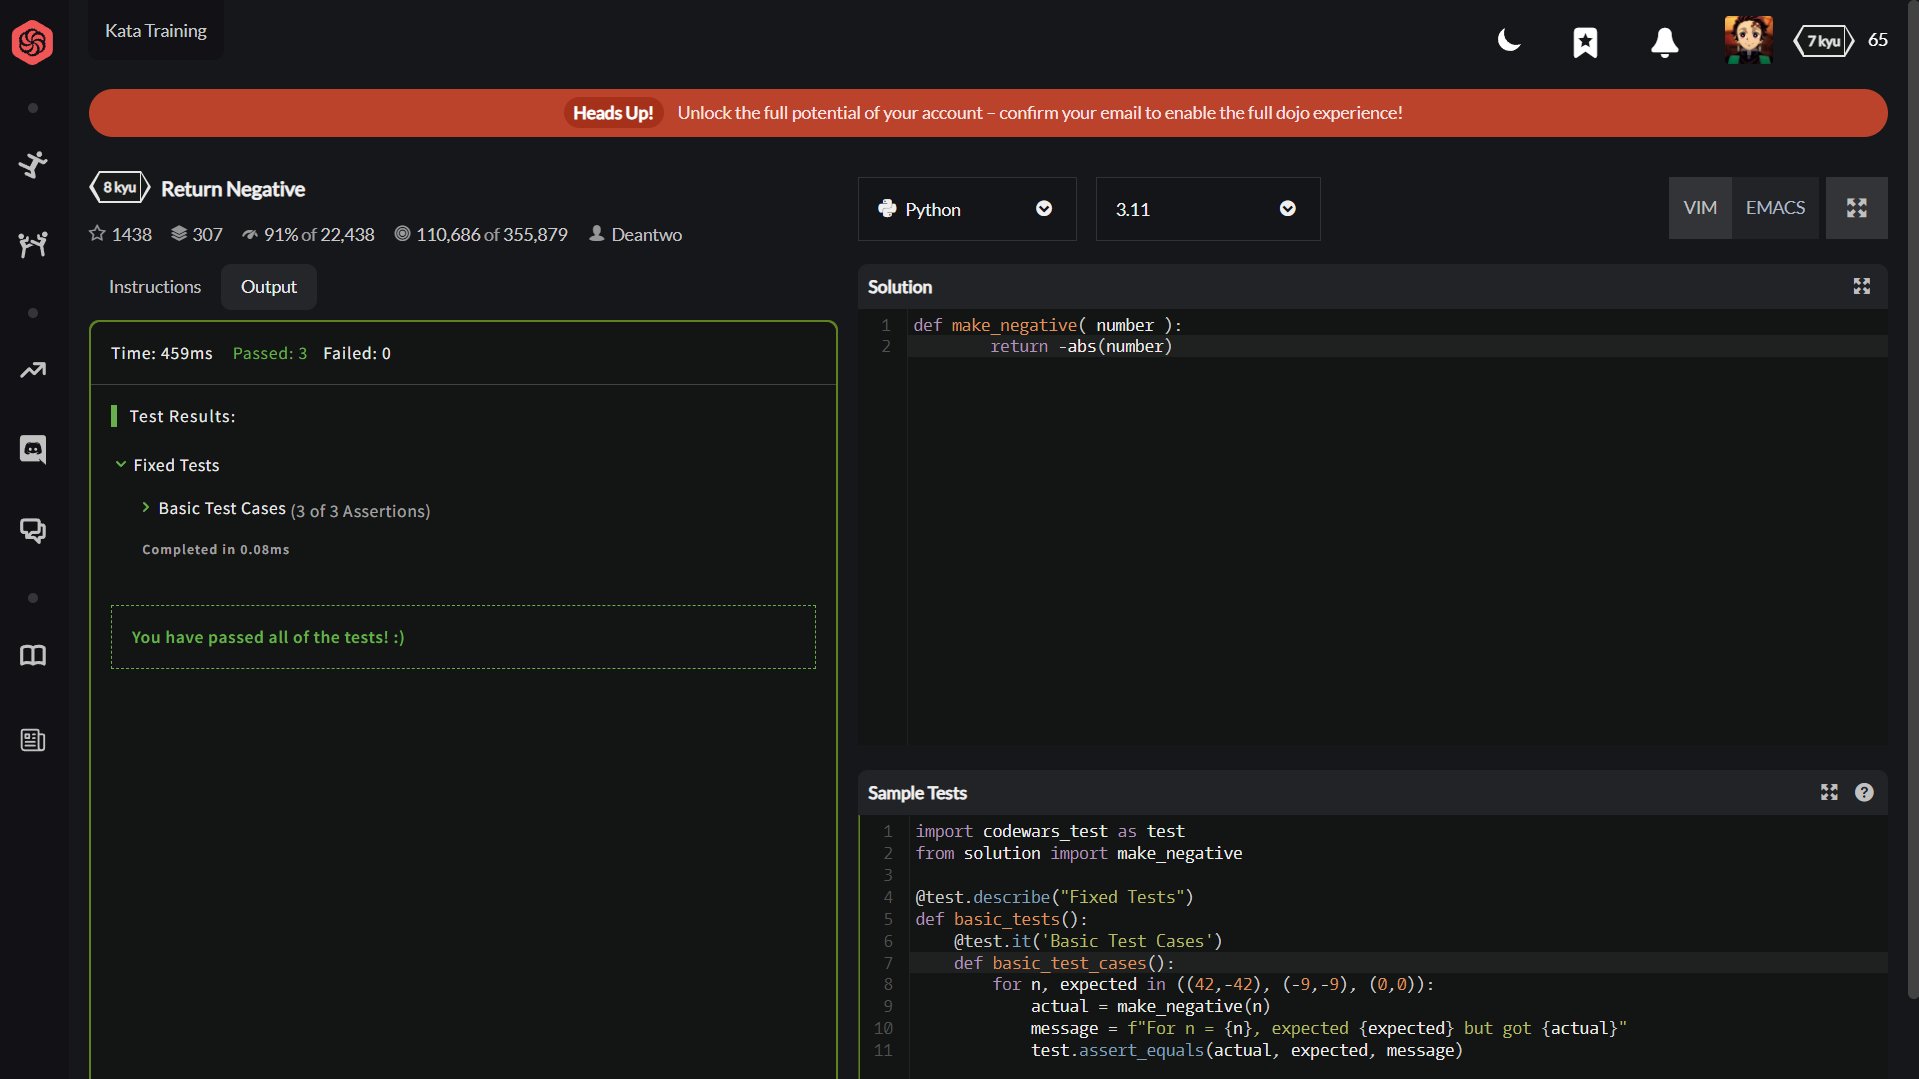 Kata Training
7 kyu
65
Heads Up! Unlock the full potential of your account – confirm your email to enable the full dojo experience!
8 kyu Return Negative
1438 307 91% of 22,438 110,686 of 355,879 Deantwo
Instructions Output
Time: 459ms Passed: 3 Failed: 0
Test Results:
Fixed Tests
Basic Test Cases (3 of 3 Assertions)
Completed in 0.08ms
You have passed all of the tests! :)
Python
3.11
VIM EMACS
Solution
1 def make_negative( number ):
2 return -abs(number)
Sample Tests
1 import codewars_test as test
2 from solution import make_negative
3
4 @test.describe("Fixed Tests")
5 def basic_tests():
6 @test.it('Basic Test Cases')
7 def basic_test_cases():
8 for n, expected in ((42,-42), (-9,-9), (0,0)):
9 actual = make_negative(n)
10 message = f"For n = {n}, expected {expected} but got {actual}"
11 test.assert_equals(actual, expected, message)